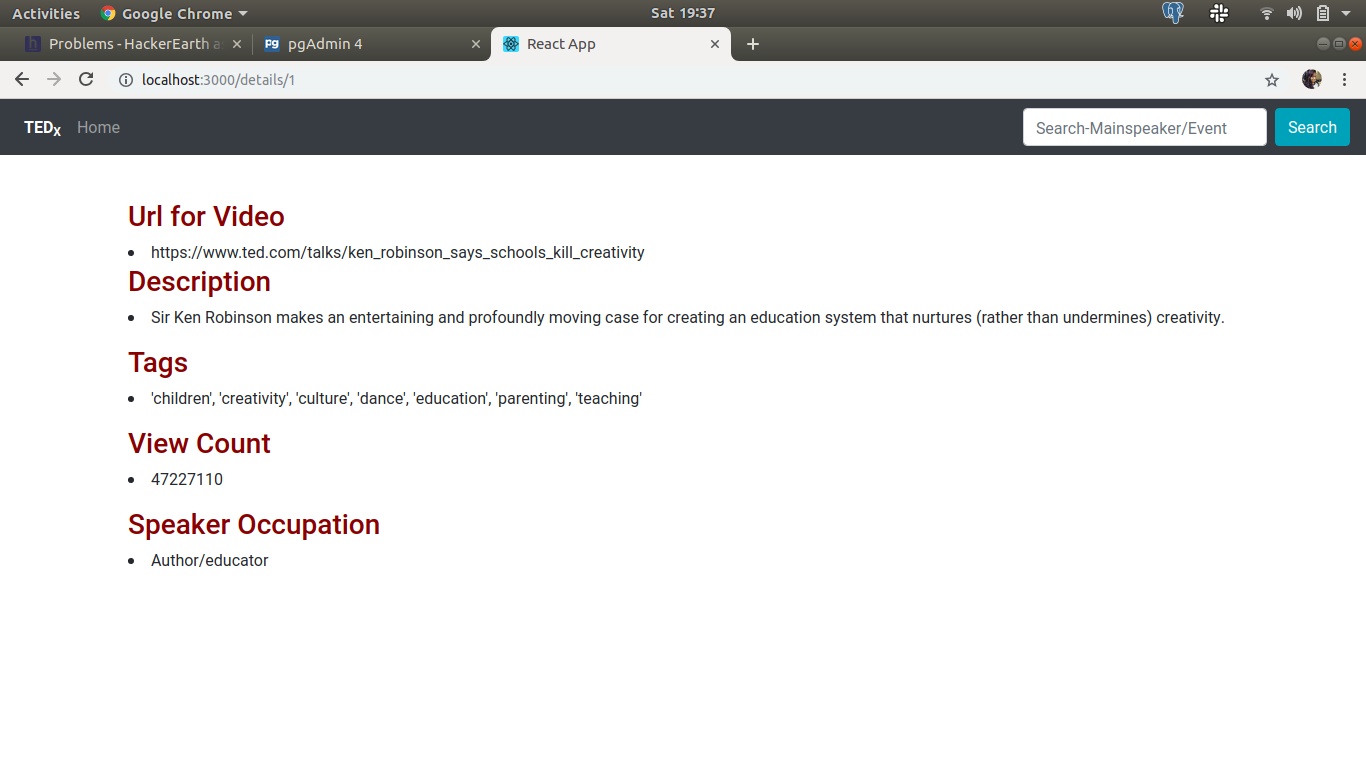 Activities Google Chrome Sat 19:37
Problems - HackerEarth a pgAdmin 4 React App
localhost:3000/details/1
TEDX Home Search-Mainspeaker/Event Search
Url for Video
• https://www.ted.com/talks/ken_robinson_says_schools_kill_creativity
Description
• Sir Ken Robinson makes an entertaining and profoundly moving case for creating an education system that nurtures (rather than undermines) creativity.
Tags
• 'children', 'creativity', 'culture', 'dance', 'education', 'parenting', 'teaching'
View Count
• 47227110
Speaker Occupation
• Author/educator